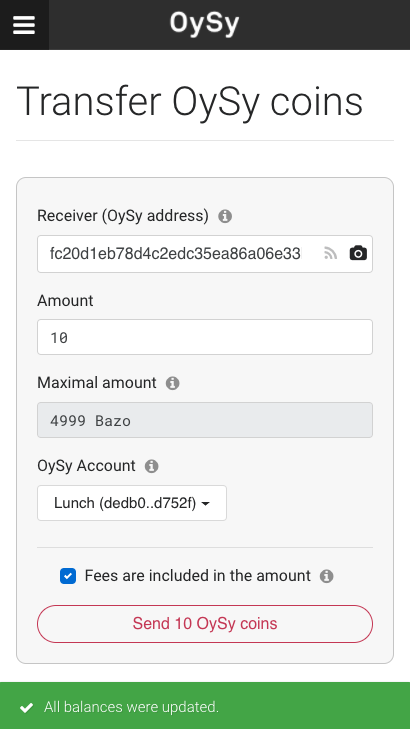 OySy
Transfer OySy coins
Receiver (OySy address)
fc20d1eb78d4c2edc35ea86a06e33
Amount
10
Maximal amount
4999 Bazo
OySy Account
Lunch (dedb0..d752f)
Fees are included in the amount
Send 10 OySy coins
All balances were updated.